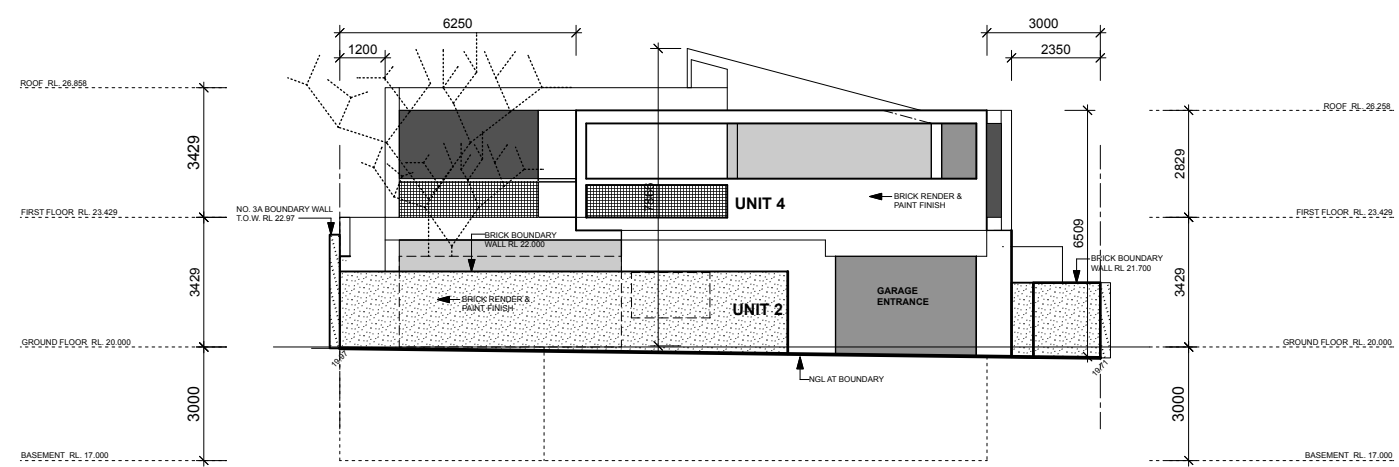 6250
3000
1200
2350
ROOF RL. 26.858
ROOF RL. 26.258
3429
2829
NO. 3A BOUNDARY WALL
T.O.W. RL 22.97
FIRST FLOOR RL. 23.429
UNIT 4
BRICK RENDER &
PAINT FINISH
FIRST FLOOR RL. 23.429
6509
BRICK BOUNDARY
WALL RL 22.000
BRICK BOUNDARY
WALL RL 21.700
3429
3429
BRICK RENDER &
PAINT FINISH
UNIT 2
GARAGE
ENTRANCE
GROUND FLOOR RL. 20.000
GROUND FLOOR RL. 20.000
19.71
NGL AT BOUNDARY
3000
3000
BASEMENT RL. 17.000
BASEMENT RL. 17.000